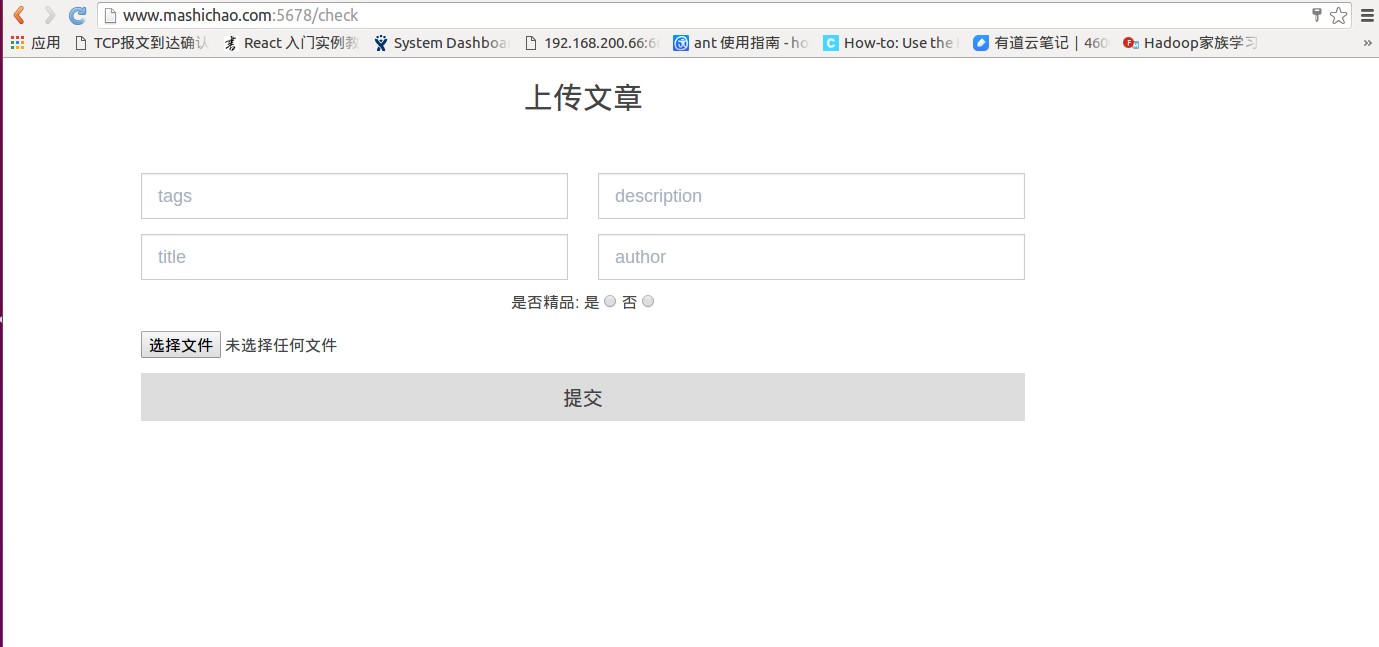 www.mashichao.com:5678/check
应用 TCP报文到达确认 React 入门实例教 System Dashboa 192.168.200.66:6 ant 使用指南 - ho How-to: Use the 有道云笔记 | 460 Hadoop家族学习 »
上传文章
tags description
title author
是否精品: 是 否
选择文件 未选择任何文件
提交